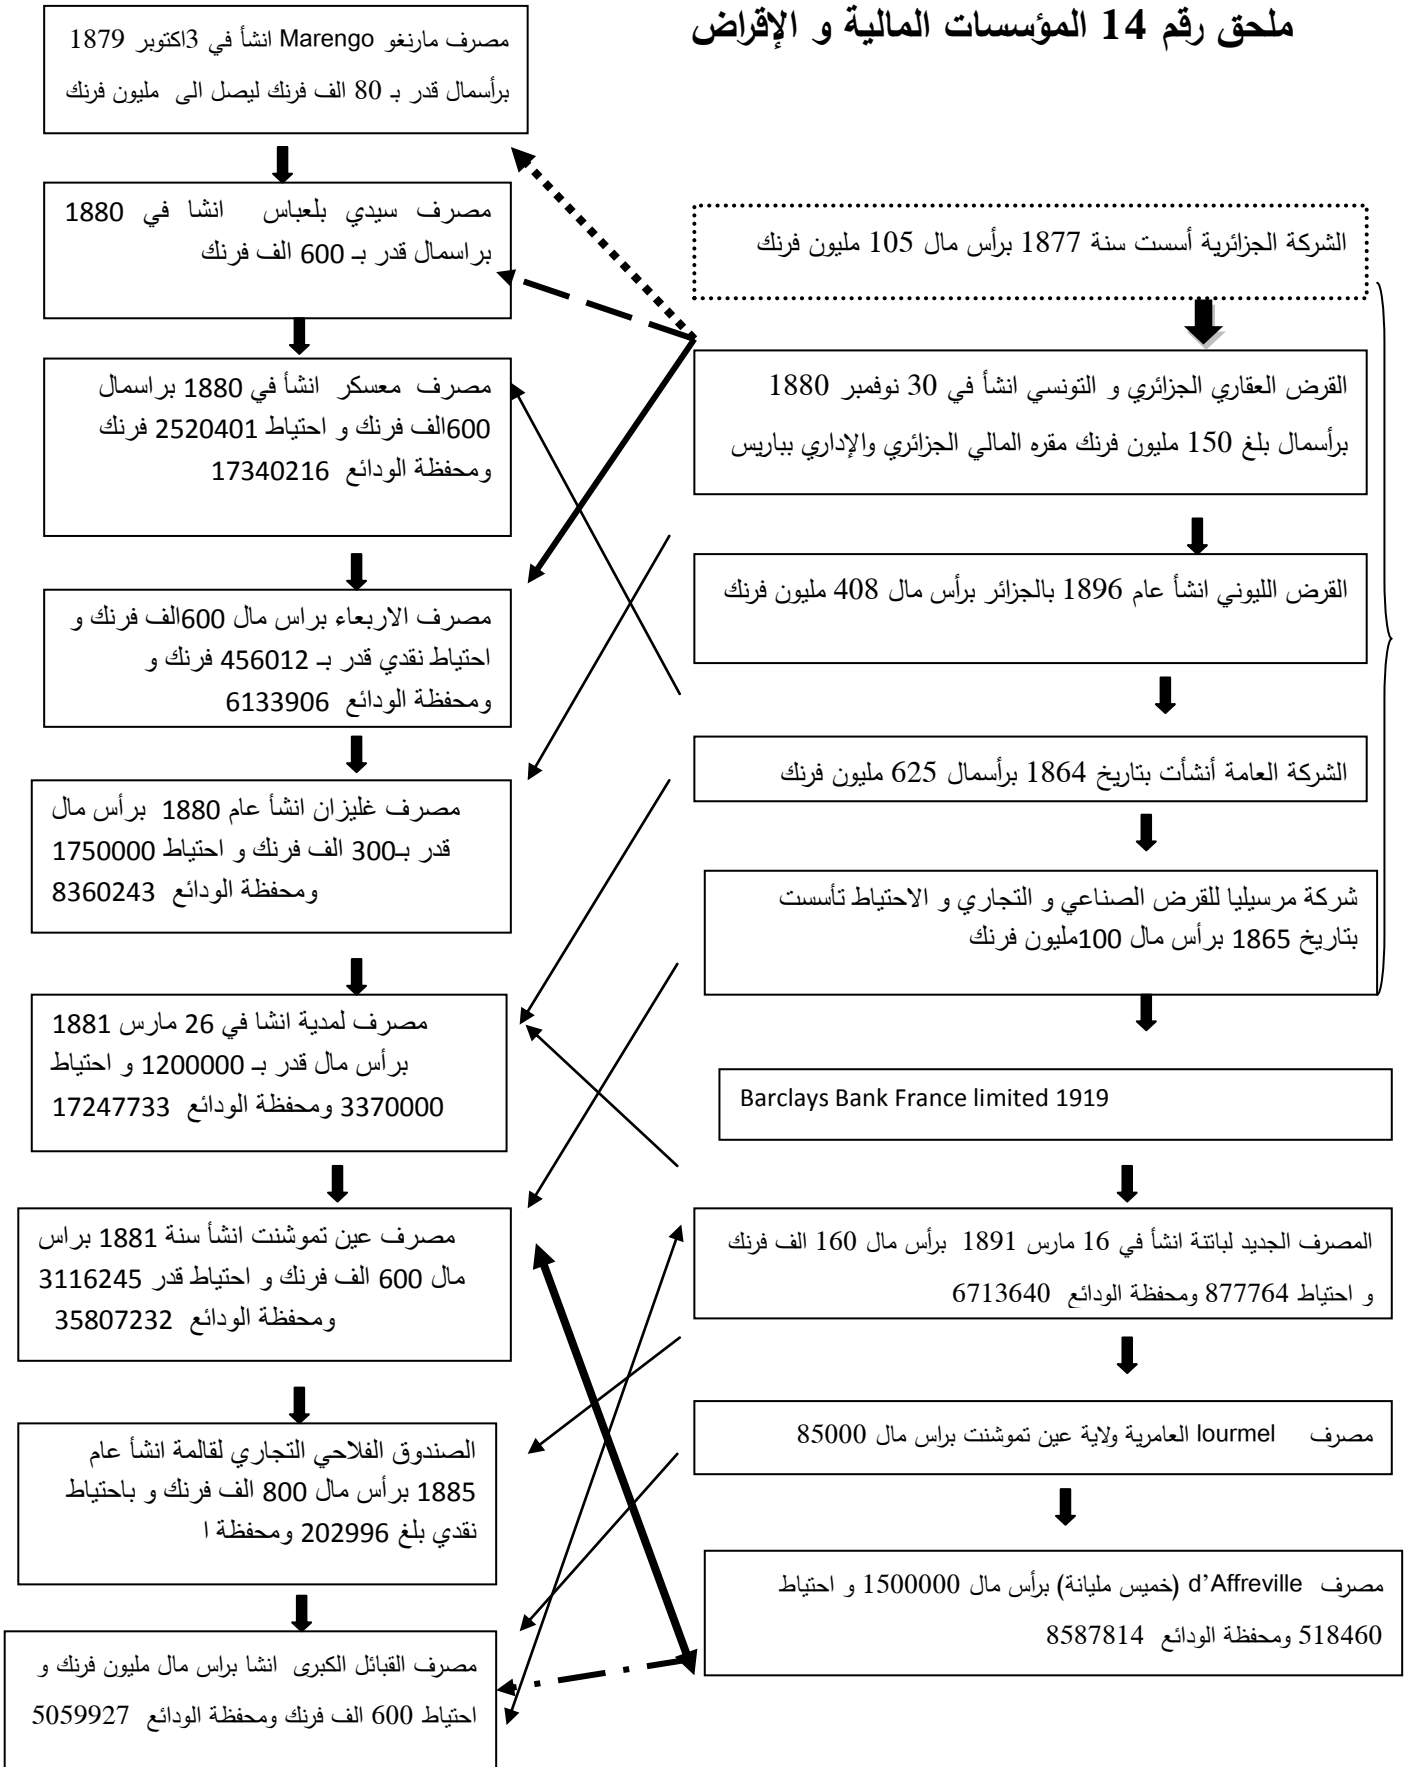 ملحق رقم 14 المؤسسات المالية و الإقراض
الشركة الجزائرية أسست سنة 1877 برأس مال 105 مليون فرنك
القرض العقاري الجزائري و التونسي انشأ في 30 نوفمبر 1880
برأسمال بلغ 150 مليون فرنك مقره المالي الجزائري والإداري بباريس
القرض الليوني انشأ عام 1896 بالجزائر برأس مال 408 مليون فرنك
الشركة العامة أنشأت بتاريخ 1864 برأسمال 625 مليون فرنك
شركة مرسيليا للقرض الصناعي و التجاري و الاحتياط تأسست
بتاريخ 1865 برأس مال 100مليون فرنك
Barclays Bank France limited 1919
المصرف الجديد لباتنة انشأ في 16 مارس 1891 برأس مال 160 الف فرنك
و احتياط 877764 ومحفظة الودائع 6713640
مصرف lourmel العامرية ولاية عين تموشنت براس مال 85000
مصرف d’Affreville (خميس مليانة) برأس مال 1500000 و احتياط
518460 ومحفظة الودائع 8587814
مصرف مارنغو Marengo انشأ في 3اكتوبر 1879
برأسمال قدر بـ 80 الف فرنك ليصل الى مليون فرنك
مصرف سيدي بلعباس انشا في 1880
براسمال قدر بـ 600 الف فرنك
مصرف معسكر انشأ في 1880 براسمال
600الف فرنك و احتياط 2520401 فرنك
ومحفظة الودائع 17340216
مصرف الاربعاء براس مال 600الف فرنك و
احتياط نقدي قدر بـ 456012 فرنك و
ومحفظة الودائع 6133906
مصرف غليزان انشأ عام 1880 برأس مال
قدر بـ300 الف فرنك و احتياط 1750000
ومحفظة الودائع 8360243
مصرف لمدية انشا في 26 مارس 1881
برأس مال قدر بـ 1200000 و احتياط
3370000 ومحفظة الودائع 17247733
مصرف عين تموشنت انشأ سنة 1881 براس
مال 600 الف فرنك و احتياط قدر 3116245
ومحفظة الودائع 35807232
الصندوق الفلاحي التجاري لقالمة انشأ عام
1885 برأس مال 800 الف فرنك و باحتياط
نقدي بلغ 202996 ومحفظة ا
مصرف القبائل الكبرى انشا براس مال مليون فرنك و
احتياط 600 الف فرنك ومحفظة الودائع 5059927